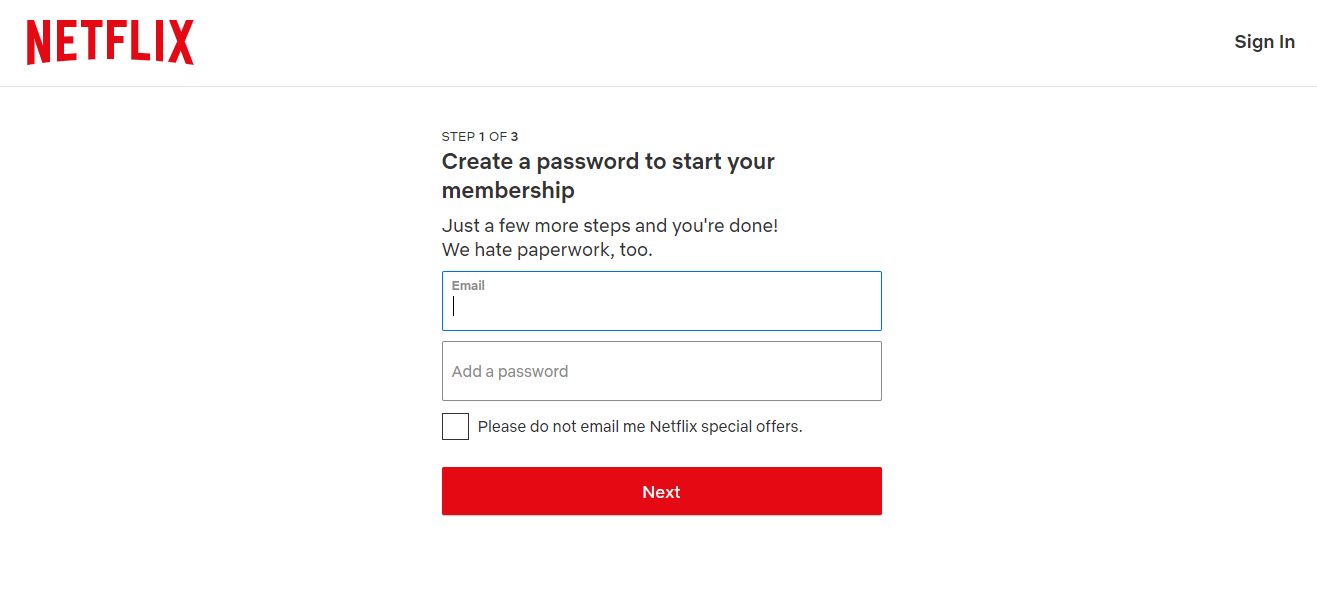 NETFLIX
Sign In
STEP 1 OF 3
Create a password to start your
membership
Just a few more steps and you're done!
We hate paperwork, too.
Email
Add a password
Please do not email me Netflix special offers.
Next